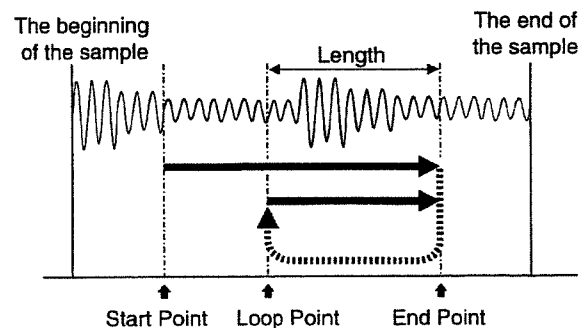 The beginning
of the sample
Length
The end of
the sample
Start Point
Loop Point
End Point